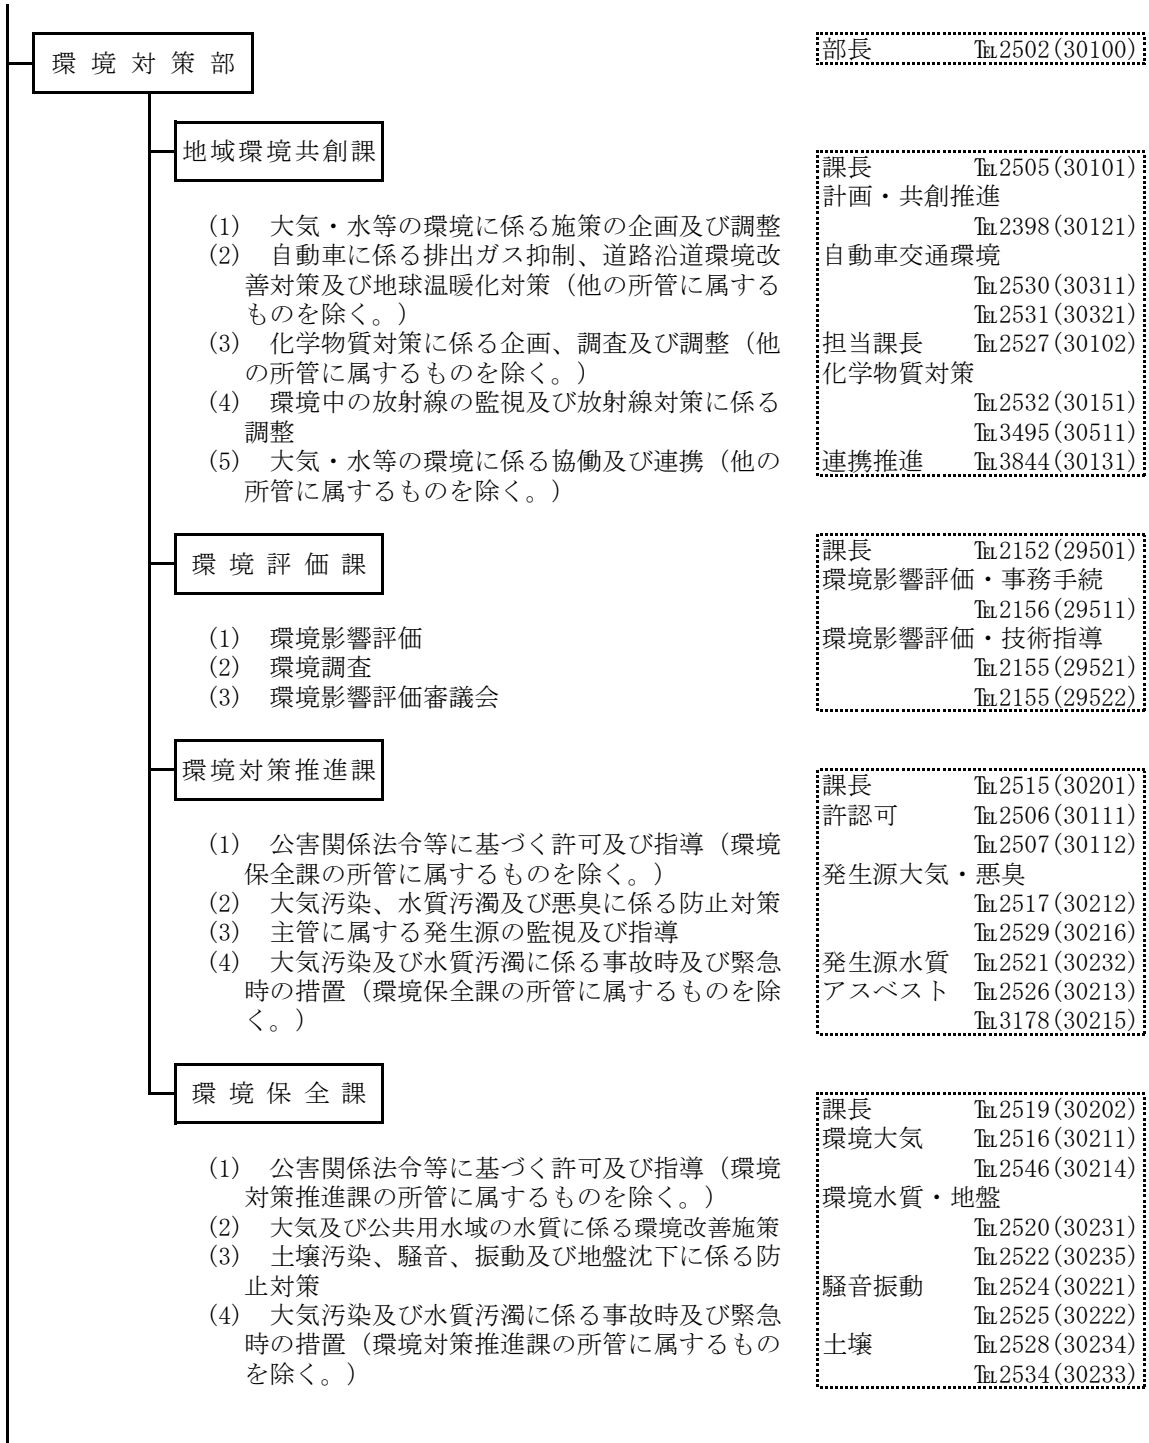 環境対策部
部長　℡2502(30100)
地域環境共創課
(1)　大気・水等の環境に係る施策の企画及び調整
(2)　自動車に係る排出ガス抑制、道路沿道環境改
善対策及び地球温暖化対策（他の所管に属する
ものを除く。）
(3)　化学物質対策に係る企画、調査及び調整（他
の所管に属するものを除く。）
(4)　環境中の放射線の監視及び放射線対策に係る
調整
(5)　大気・水等の環境に係る協働及び連携（他の
所管に属するものを除く。）
課長　℡2505(30101)
計画・共創推進
℡2398(30121)
自動車交通環境
℡2530(30311)
℡2531(30321)
担当課長　℡2527(30102)
化学物質対策
℡2532(30151)
℡3495(30511)
連携推進　℡3844(30131)
環境評価課
(1)　環境影響評価
(2)　環境調査
(3)　環境影響評価審議会
課長　℡2152(29501)
環境影響評価・事務手続
℡2156(29511)
環境影響評価・技術指導
℡2155(29521)
℡2155(29522)
環境対策推進課
(1)　公害関係法令等に基づく許可及び指導（環境
保全課の所管に属するものを除く。）
(2)　大気汚染、水質汚濁及び悪臭に係る防止対策
(3)　主管に属する発生源の監視及び指導
(4)　大気汚染及び水質汚濁に係る事故時及び緊急
時の措置（環境保全課の所管に属するものを除
く。）
課長　℡2515(30201)
許認可　℡2506(30111)
℡2507(30112)
発生源大気・悪臭
℡2517(30212)
℡2529(30216)
発生源水質　℡2521(30232)
アスベスト　℡2526(30213)
℡3178(30215)
環境保全課
(1)　公害関係法令等に基づく許可及び指導（環境
対策推進課の所管に属するものを除く。）
(2)　大気及び公共用水域の水質に係る環境改善施策
(3)　土壌汚染、騒音、振動及び地盤沈下に係る防
止対策
(4)　大気汚染及び水質汚濁に係る事故時及び緊急
時の措置（環境対策推進課の所管に属するもの
を除く。）
課長　℡2519(30202)
環境大気　℡2516(30211)
℡2546(30214)
環境水質・地盤
℡2520(30231)
℡2522(30235)
騒音振動　℡2524(30221)
℡2525(30222)
土壌　℡2528(30234)
℡2534(30233)